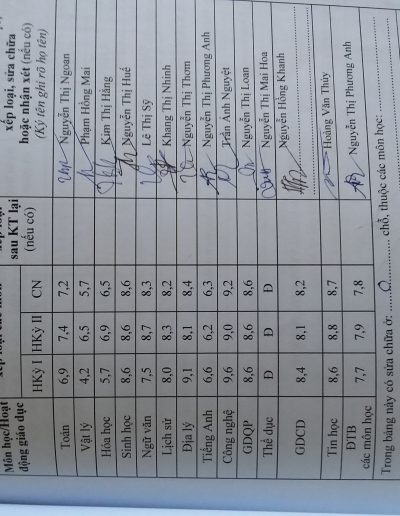 Môn học/Hoạt động giáo dục HKỳ I HKỳ II CN sau KT lại (nếu có) xếp loại, sửa chữa hoặc nhận xét (nếu có) (Ký tên ghi rõ họ tên)
Toán 6,9 7,4 7,2 Nguyễn Thị Ngoan
Vật lý 4,2 6,5 5,7 Phạm Hồng Mai
Hóa học 5,7 6,9 6,5 Kim Thị Hằng
Sinh học 8,6 8,6 8,6 Nguyễn Thị Huế
Ngữ văn 7,5 8,7 8,3 Lê Thị Sỹ
Lịch sử 8,0 8,3 8,2 Khang Thị Nhinh
Địa lý 9,1 8,1 8,4 Nguyễn Thị Thơm
Tiếng Anh 6,6 6,2 6,3 Nguyễn Thị Phương Anh
Công nghệ 9,6 9,0 9,2 Trần Ánh Nguyệt
GDQP 8,6 8,6 8,6 Nguyễn Thị Loan
Thể dục Đ Đ Đ Nguyễn Thị Mai Hoa
GDCD 8,4 8,1 8,2 Nguyễn Hồng Khanh
Tin học 8,6 8,8 8,7 Hoàng Văn Thủy
ĐTB các môn học 7,7 7,9 7,8 Nguyễn Thị Phương Anh
Trong bảng này có sửa chữa ở: 0 chỗ, thuộc các môn học: